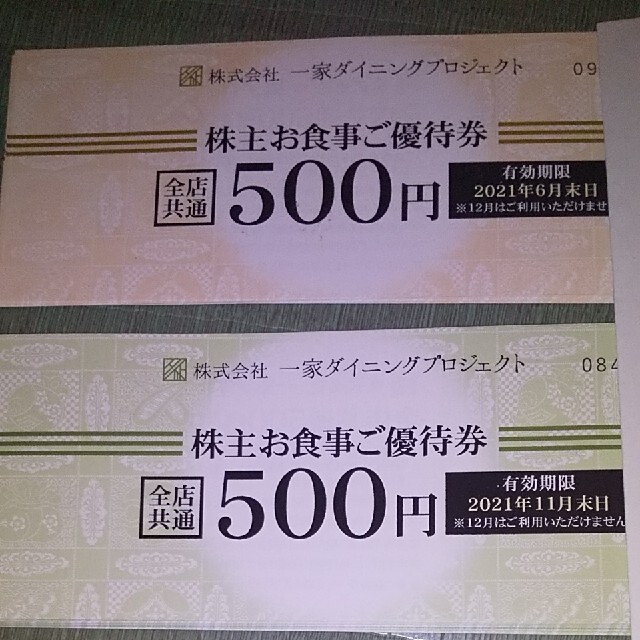 株式会社 一家ダイニングプロジェクト 09
株主お食事ご優待券
全店共通 500円
有効期限
2021年6月末日
※12月はご利用いただけませ
株式会社 一家ダイニングプロジェクト 084
株主お食事ご優待券
全店共通 500円
有効期限
2021年11月末日
※12月はご利用いただけません